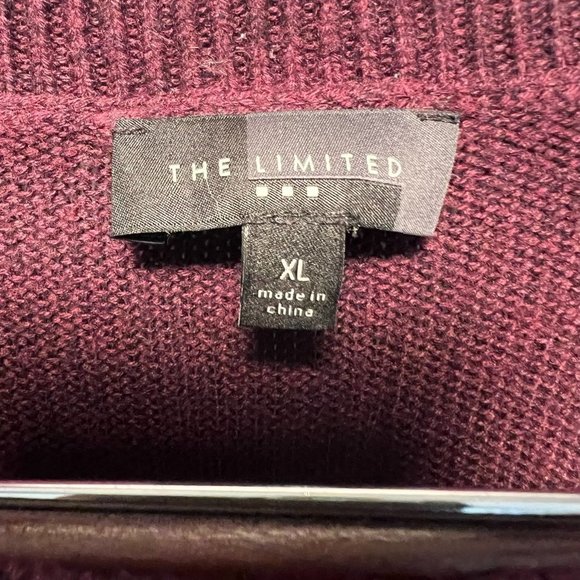 THE LIMITED
XL
made in
china